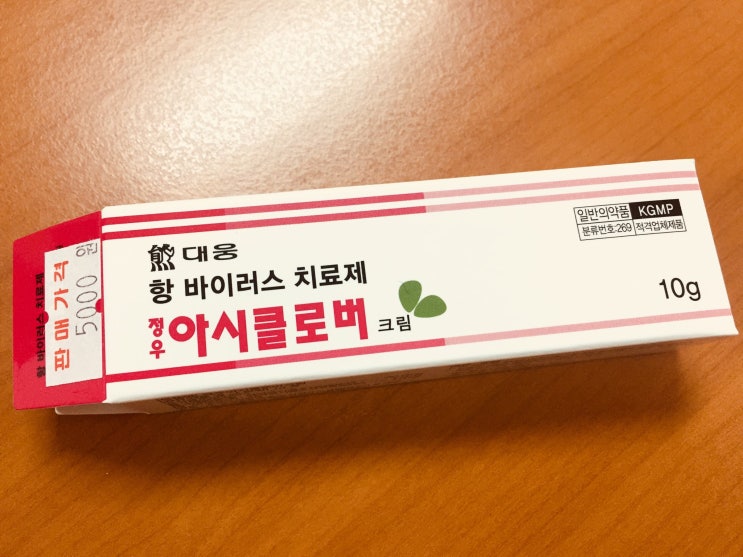 일반의약품 KGMP
분류번호:269 적격업체제품
熊 대웅
항 바이러스 치료제
정우 아시클로버 크림
10g
판매가격
5000 원
항 바이러스 치료제